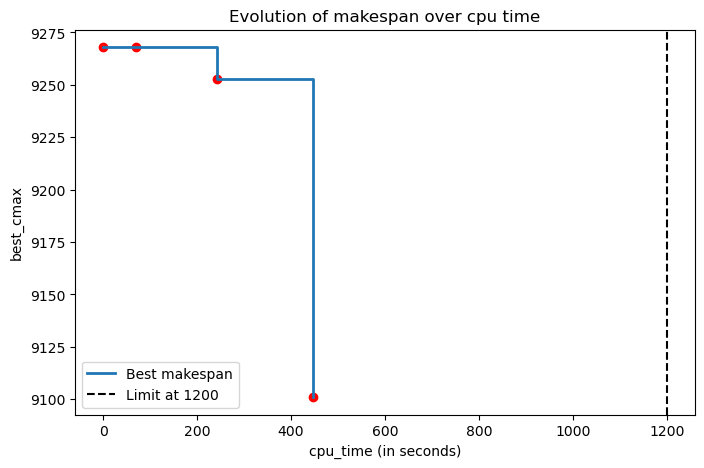 Evolution of makespan over cpu time
best_cmax
9275
9250
9225
9200
9175
9150
9125
9100
Best makespan
Limit at 1200
0 200 400 600 800 1000 1200
cpu_time (in seconds)